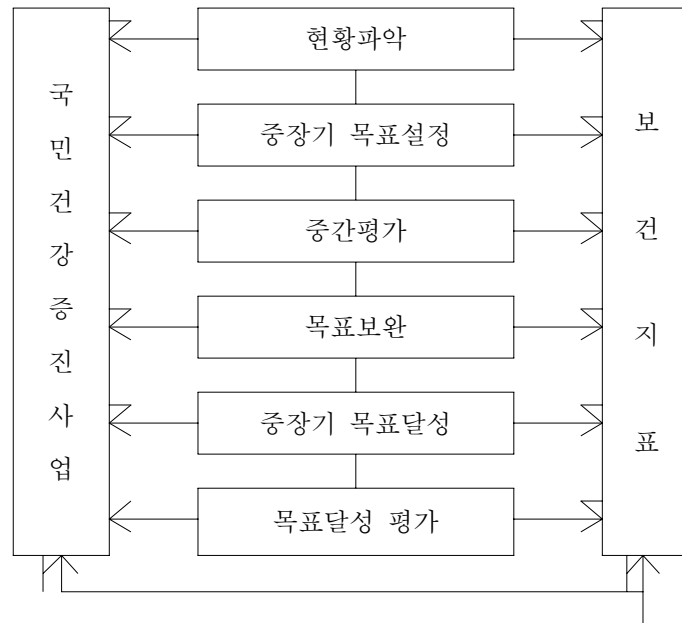 국민건강증진사업
현황파악
중장기 목표설정
중간평가
목표보완
중장기 목표달성
목표달성 평가
보건지표